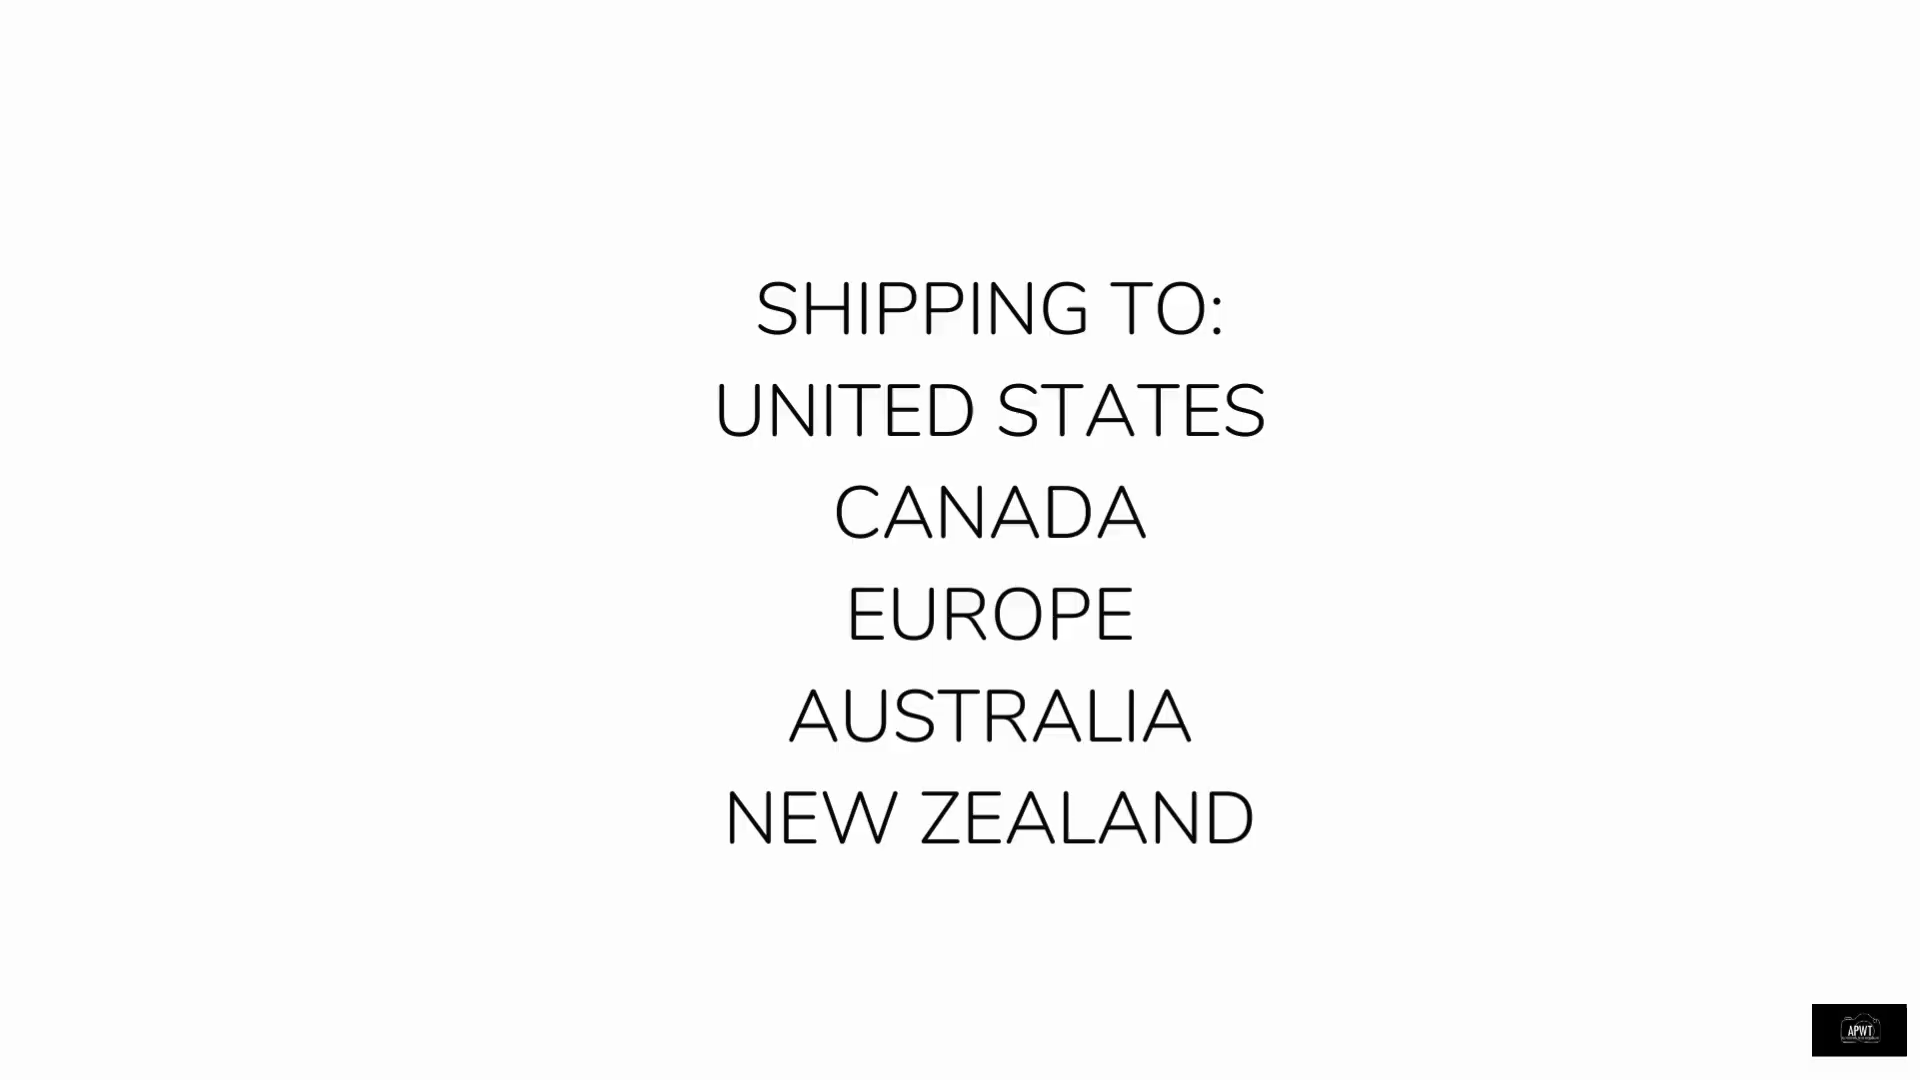 SHIPPING TO:
UNITED STATES
CANADA
EUROPE
AUSTRALIA
NEW ZEALAND
APWT